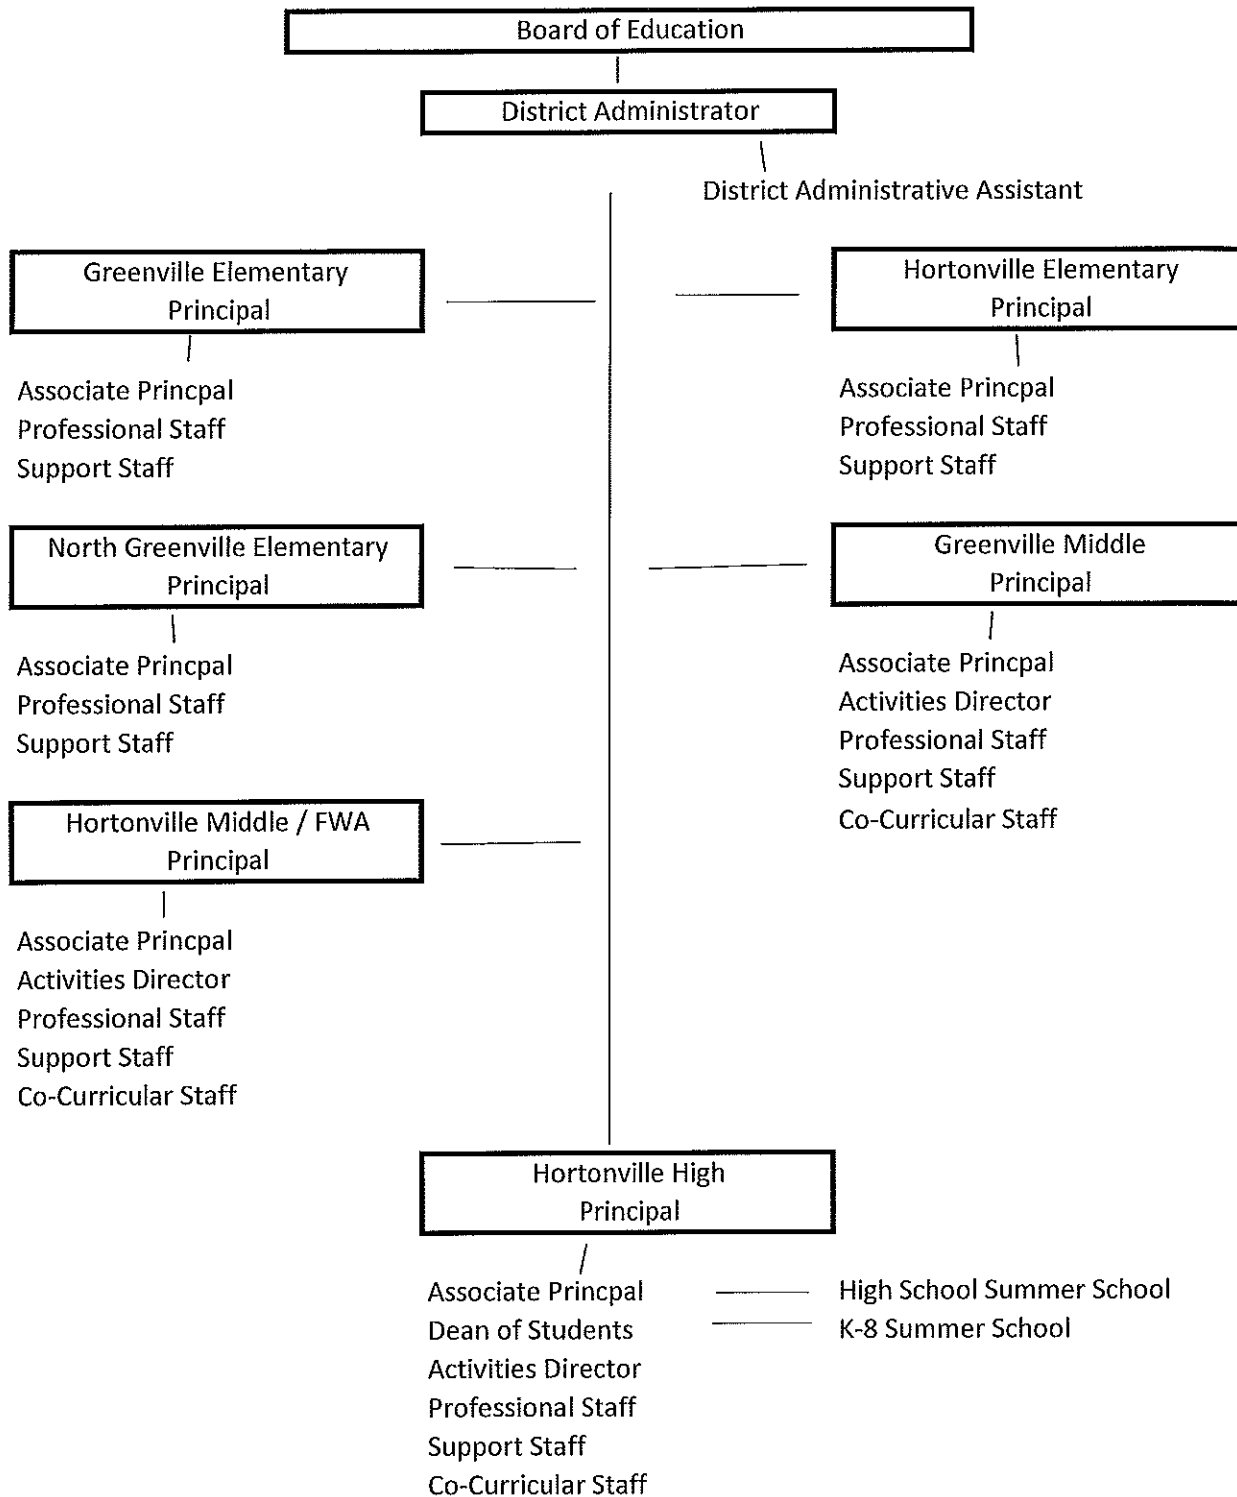 Board of Education
District Administrator
District Administrative Assistant
Greenville Elementary
Principal
Associate Princpal
Professional Staff
Support Staff
Hortonville Elementary
Principal
Associate Princpal
Professional Staff
Support Staff
North Greenville Elementary
Principal
Associate Princpal
Professional Staff
Support Staff
Greenville Middle
Principal
Associate Princpal
Activities Director
Professional Staff
Support Staff
Co-Curricular Staff
Hortonville Middle / FWA
Principal
Associate Princpal
Activities Director
Professional Staff
Support Staff
Co-Curricular Staff
Hortonville High
Principal
Associate Princpal
High School Summer School
Dean of Students
K-8 Summer School
Activities Director
Professional Staff
Support Staff
Co-Curricular Staff